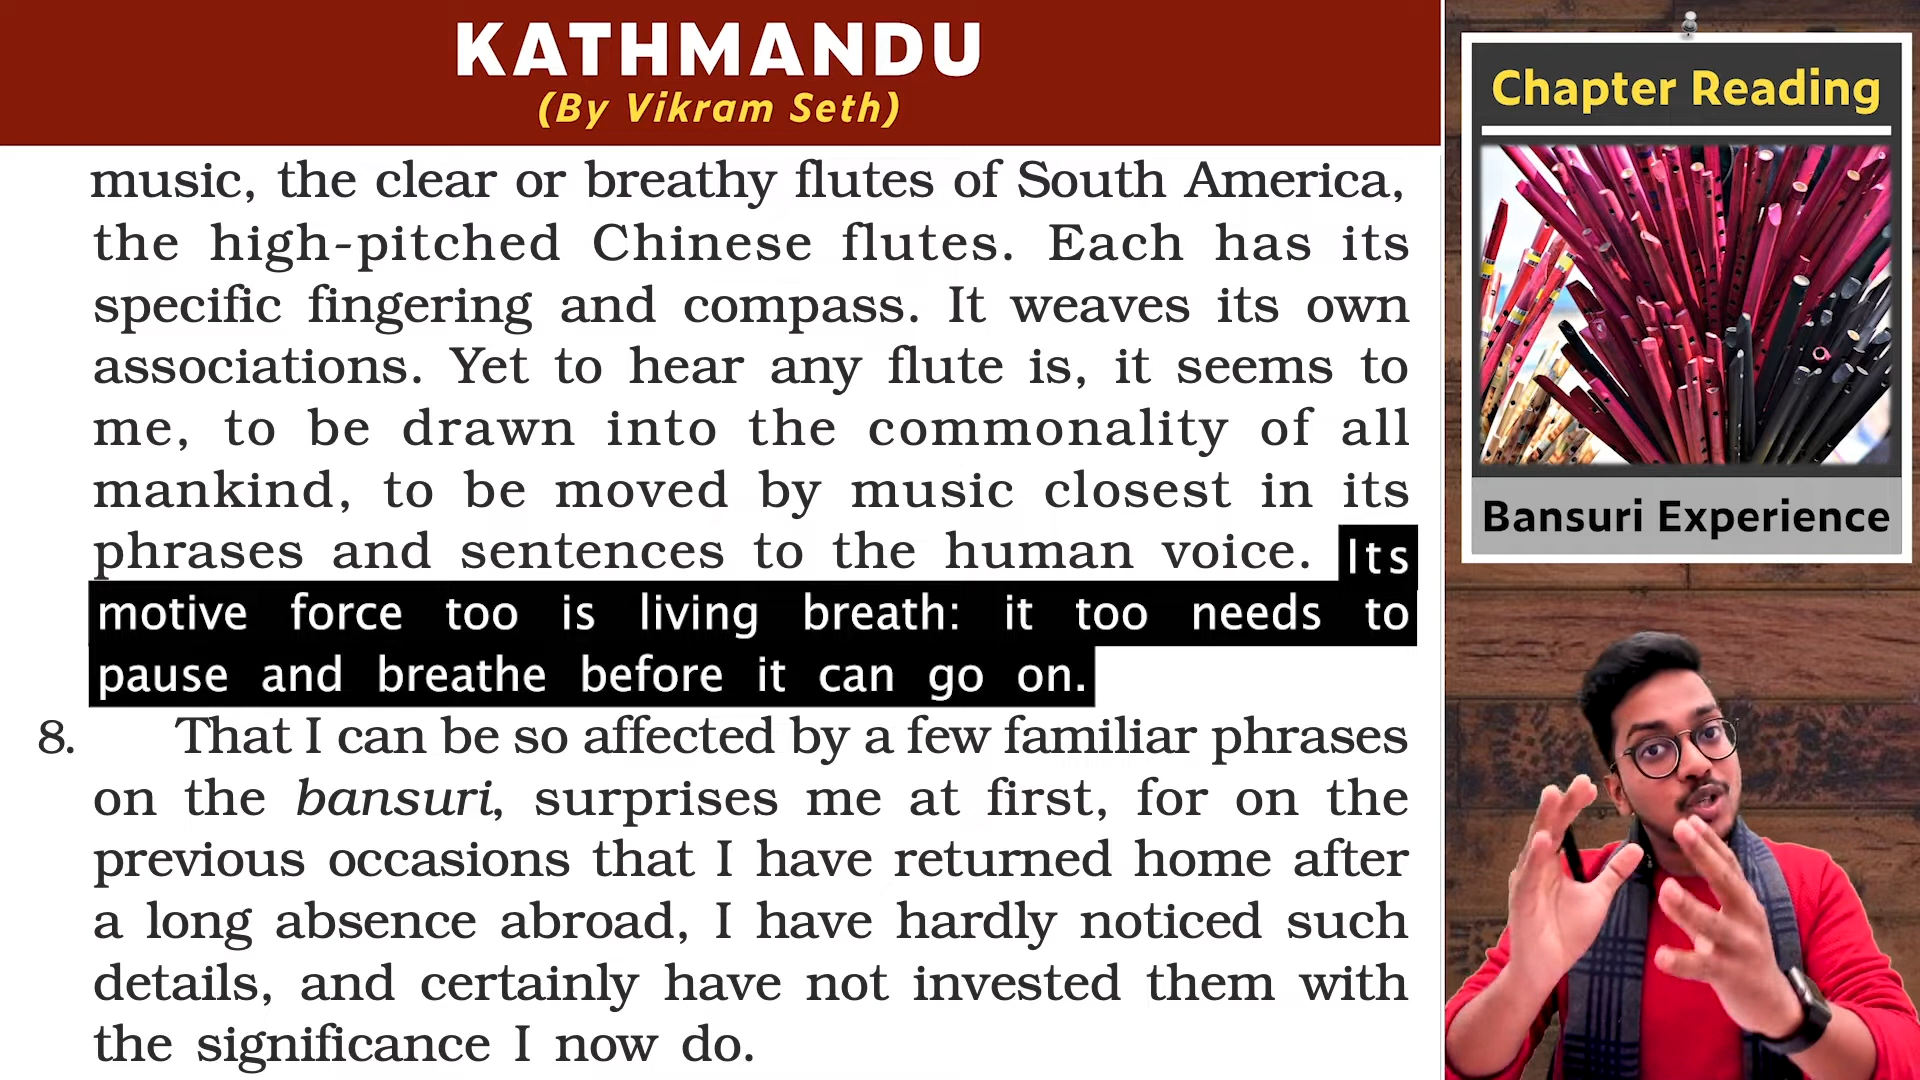 KATHMANDU
(By Vikram Seth)
music, the clear or breathy flutes of South America,
the high-pitched Chinese flutes. Each has its
specific fingering and compass. It weaves its own
associations. Yet to hear any flute is, it seems to
me, to be drawn into the commonality of all
mankind, to be moved by music closest in its
phrases and sentences to the human voice. Its
motive force too is living breath: it too needs to
pause and breathe before it can go on.
8. That I can be so affected by a few familiar phrases
on the bansuri, surprises me at first, for on the
previous occasions that I have returned home after
a long absence abroad, I have hardly noticed such
details, and certainly have not invested them with
the significance I now do.
Chapter Reading
Bansuri Experience